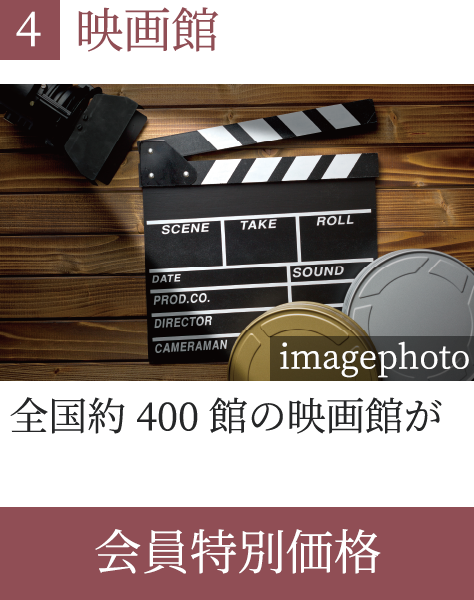 4 映画館
SCENE TAKE ROLL
DATE SOUND
PROD.CO.
DIRECTOR
CAMERAMAN
imagephoto
全国約 400 館の映画館が
会員特別価格